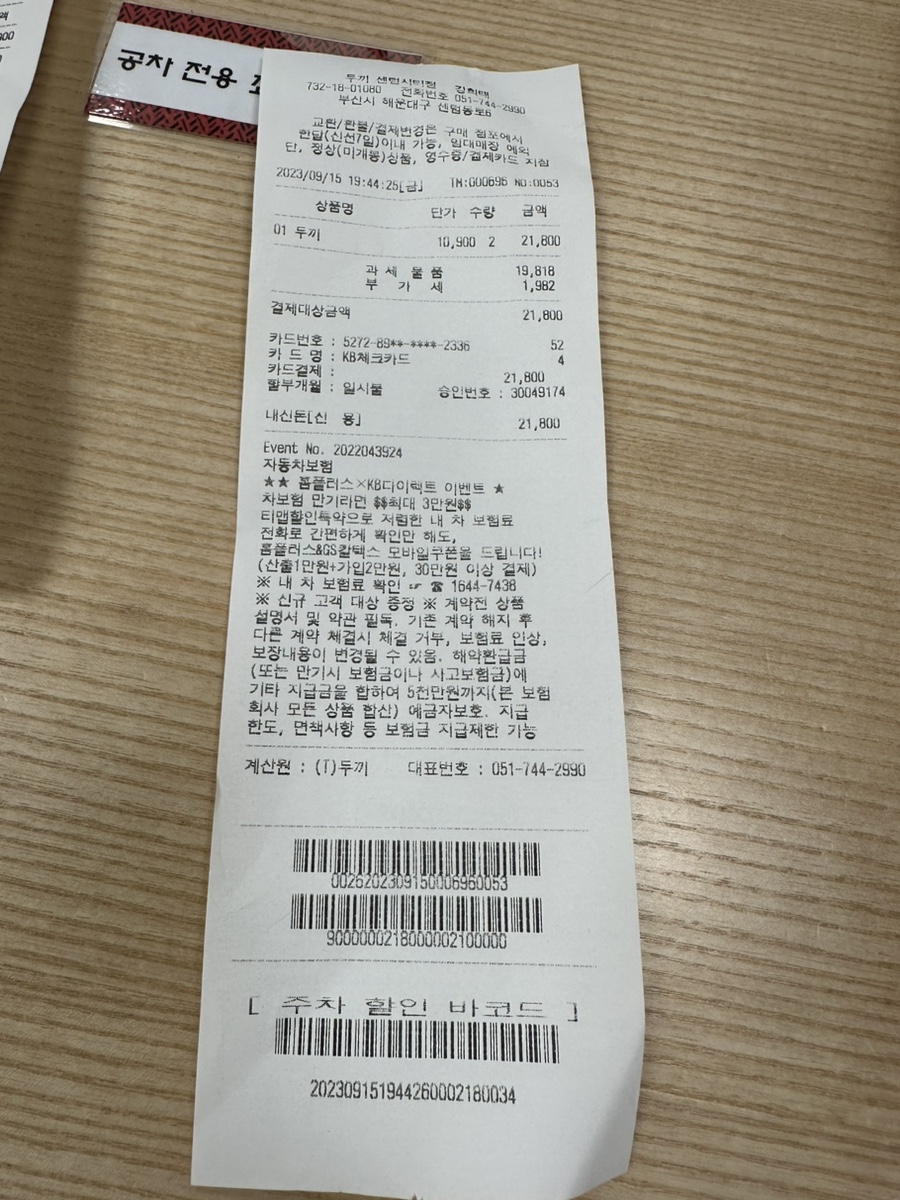 공차 전용
두끼 센텀시티점 강희태
732-18-01080 전화번호 051-744-2990
부산시 해운대구 센텀동로6
교환/환불/결제변경은 구매 점포에서
한달(신선7일)이내 가능, 임대매장 예외
단, 정상(미개봉)상품, 영수증/결제카드 지참
2023/09/15 19:44:25[금] TM:000696 NO:0053
상품명 단가 수량 금액
01 두끼 10,900 2 21,800
과 세 물 품 19,818
부 가 세 1,982
결제대상금액 21,800
카드번호 : 5272-89**-****-2336 52
카 드 명 : KB체크카드 4
카드결제 : 21,800
할부개월 : 일시불 승인번호 : 30049174
내신돈[신 용] 21,800
Event No. 2022043924
자동차보험
★★ 홈플러스×KB다이렉트 이벤트 ★
차보험 만기라면 $$최대 3만원$$
티맵할인특약으로 저렴한 내 차 보험료
전화로 간편하게 확인만 해도,
홈플러스&GS칼텍스 모바일쿠폰을 드립니다!
(산출1만원+가입2만원, 30만원 이상 결제)
※ 내 차 보험료 확인 ☞ ☎ 1644-7438
※ 신규 고객 대상 증정 ※ 계약전 상품
설명서 및 약관 필독. 기존 계약 해지 후
다른 계약 체결시 체결 거부, 보험료 인상,
보장내용이 변경될 수 있음. 해약환급금
(또는 만기시 보험금이나 사고보험금)에
기타 지급금을 합하여 5천만원까지(본 보험
회사 모든 상품 합산) 예금자보호. 지급
한도, 면책사항 등 보험금 지급제한 가능
계산원 : (T)두끼 대표번호 : 051-744-2990
0026202309150006960053
9000000218000002100000
[ 주차 할인 바코드 ]
202309151944260002180034